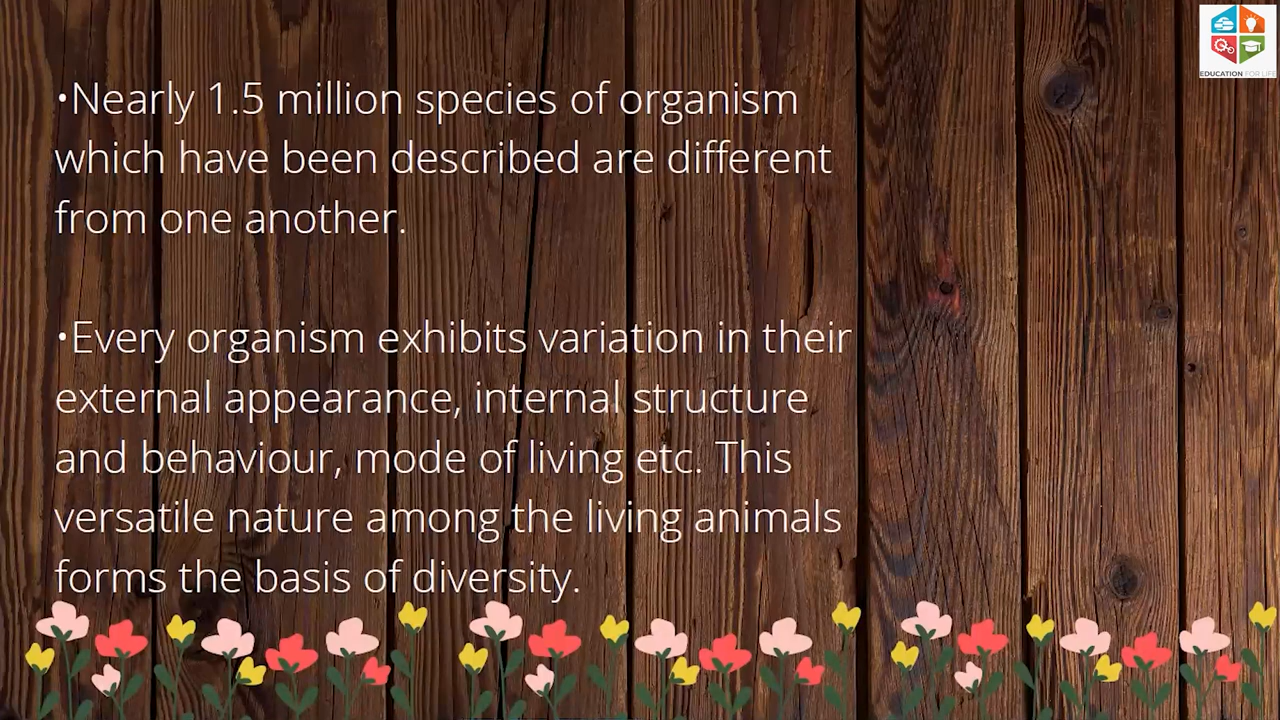 EDUCATION FOR LIFE
•Nearly 1.5 million species of organism
which have been described are different
from one another.
•Every organism exhibits variation in their
external appearance, internal structure
and behaviour, mode of living etc. This
versatile nature among the living animals
forms the basis of diversity.